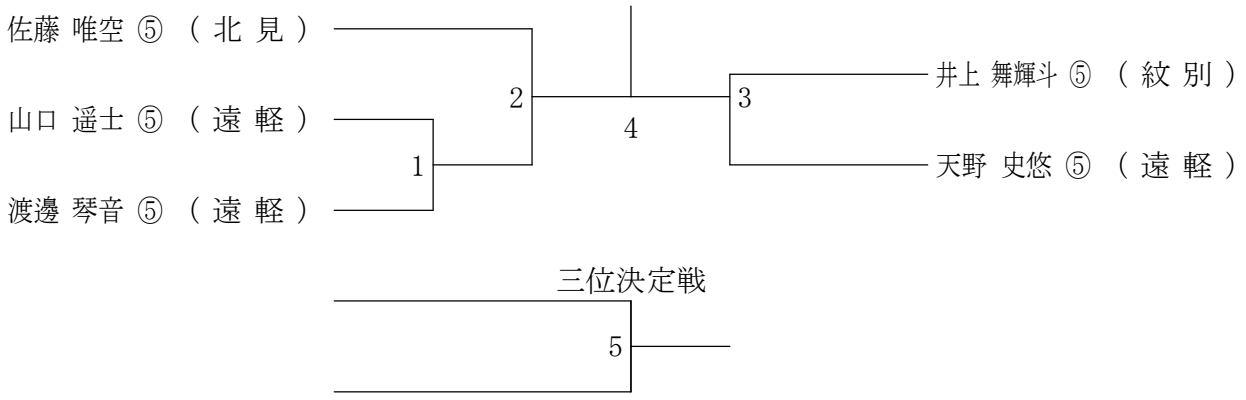 佐藤 唯空 ⑤ （ 北 見 ）
山口 遥士 ⑤ （ 遠 軽 ）
渡邊 琴音 ⑤ （ 遠 軽 ）
1
2
4
3
井上 舞輝斗 ⑤ （ 紋 別 ）
天野 史悠 ⑤ （ 遠 軽 ）
三位決定戦
5